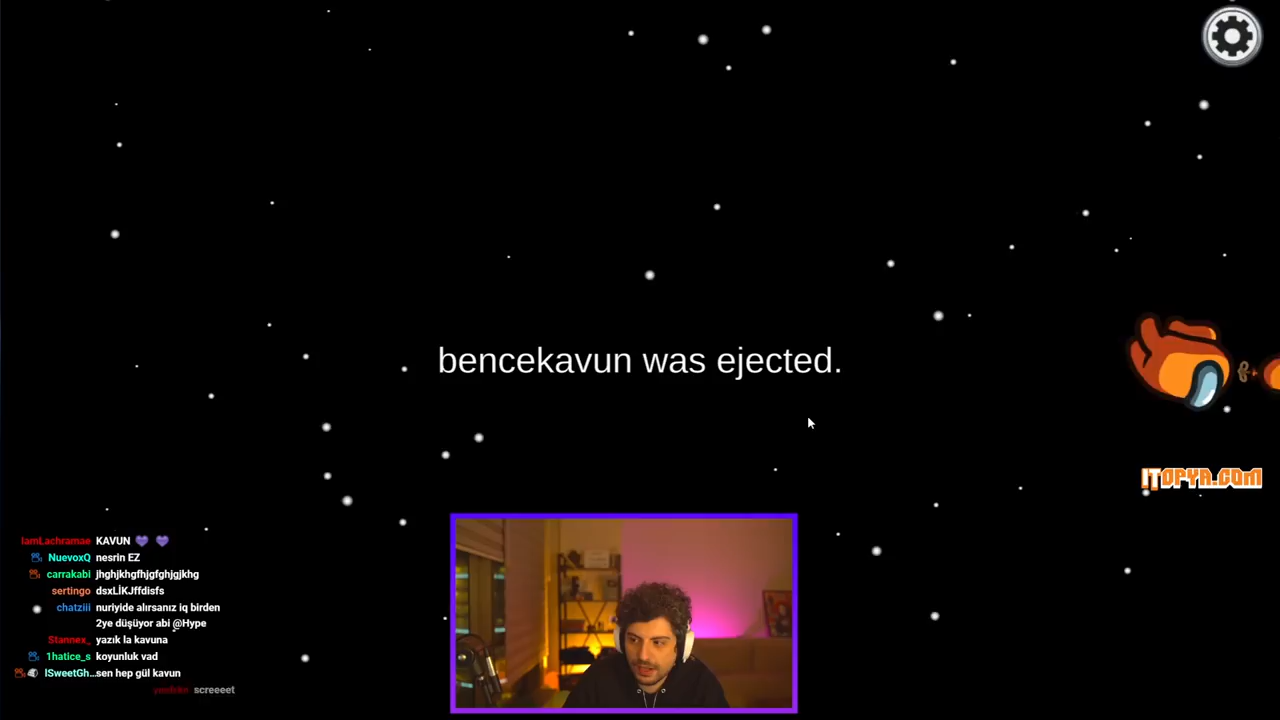 bencekavun was ejected.
ITOPYA.COM
IamLachramae KAVUN
NuevoxQ nesrin EZ
carrakabi jhghjkhgfhjgfghjgjkhg
sertingo dsxLİKJffdisfs
chatziii nuriyide alırsanız iq birden
2ye düşüyor abi @Hype
Stannex_ yazık la kavuna
1hatice_s koyunluk vad
ISweetGh... sen hep gül kavun
screeeet